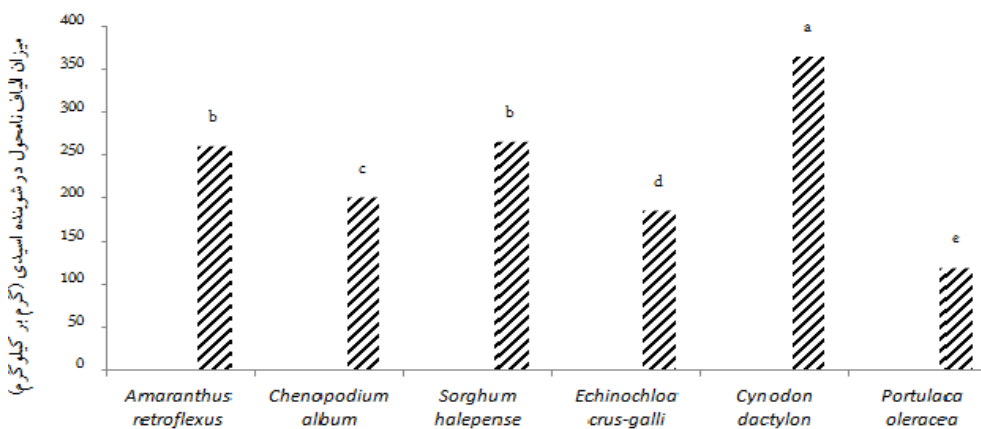 میزان الیاف نامحول در شوینده اسیدی (گرم بر کیلوگرم)
400
350
300
250
200
150
100
50
0
b
c
b
d
a
e
Amaranthus retroflexus
Chenopodium album
Sorghum halepense
Echinochloa crus-galli
Cynodon dactylon
Portulaca oleracea